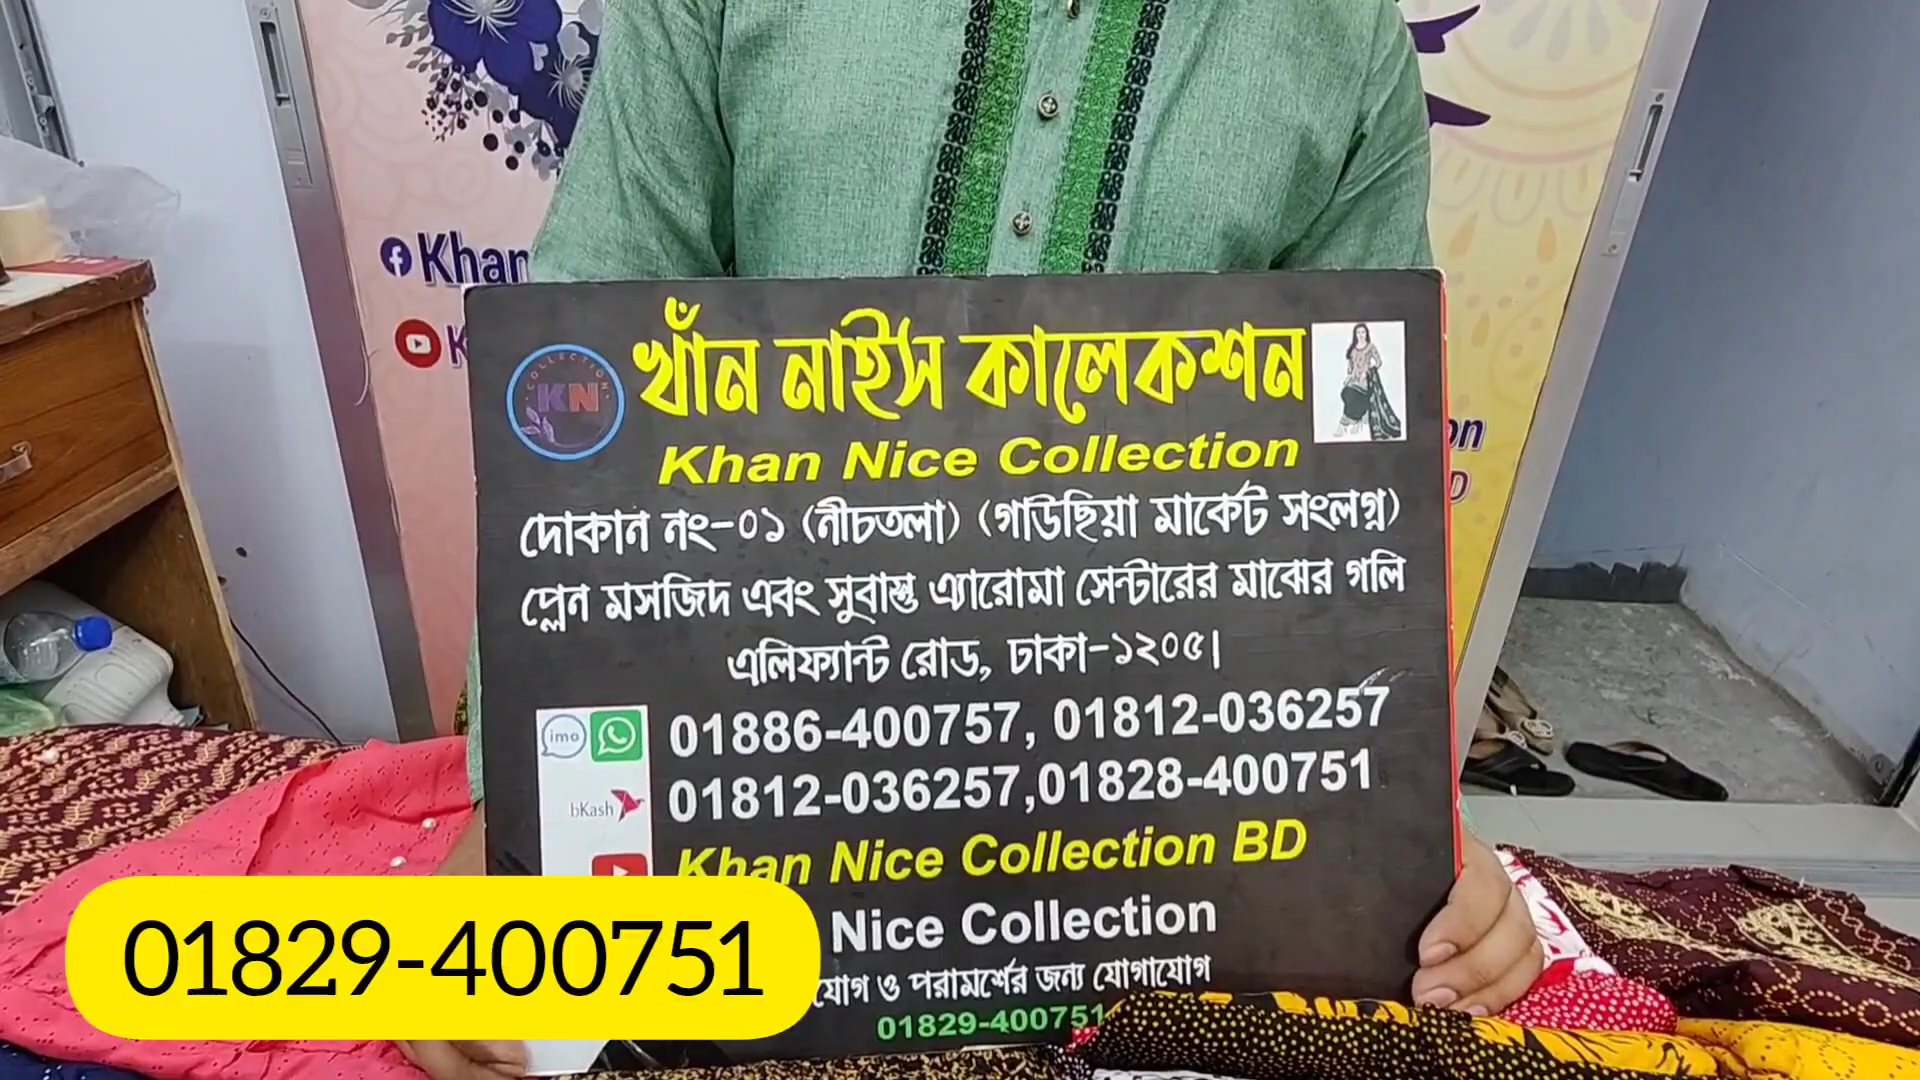 Khan
COLLECTION
KN
খাঁন নাইস কালেকশন
Khan Nice Collection
দোকান নং-০১ (নীচতলা) (গাউছিয়া মার্কেট সংলগ্ন)
প্লেন মসজিদ এবং সুবাস্তু এ্যারোমা সেন্টারের মাঝের গলি
এলিফ্যান্ট রোড, ঢাকা-১২০৫।
imo
01886-400757, 01812-036257
bKash
01812-036257,01828-400751
Khan Nice Collection BD
Nice Collection
ও পরামর্শের জন্য যোগাযোগ
01829-400751
01829-400751